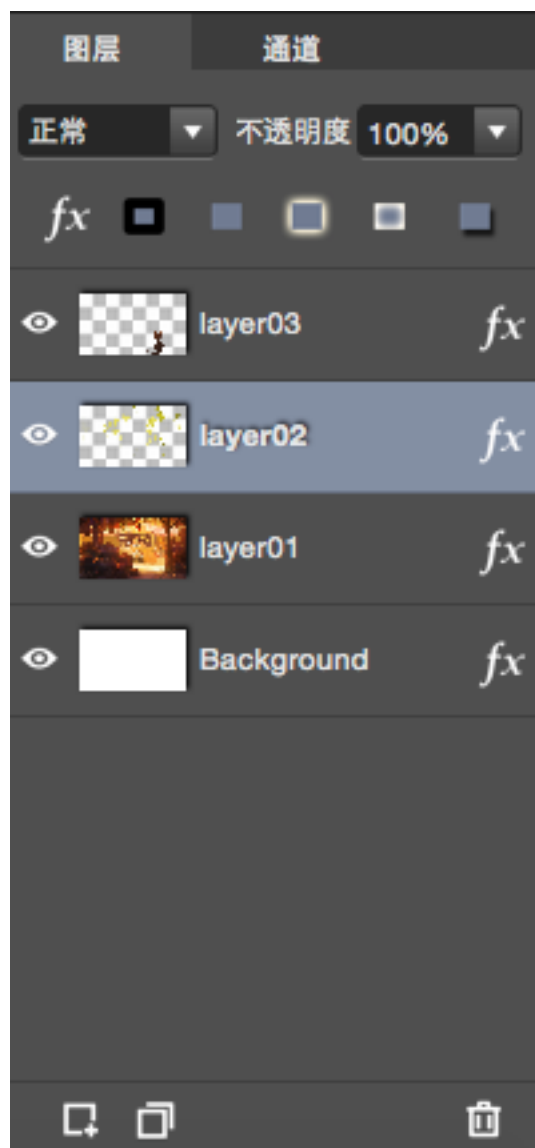 图层 通道
正常 不透明度 100%
fx
layer03 fx
layer02 fx
layer01 fx
Background fx